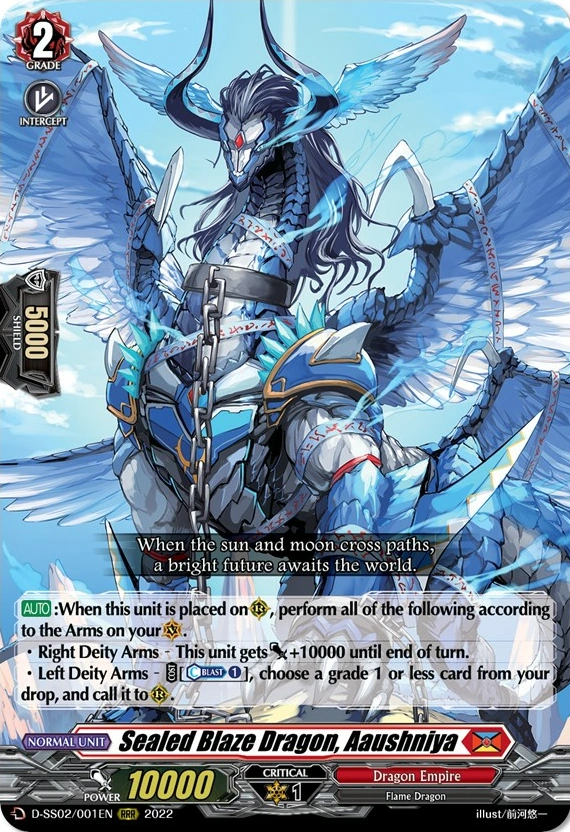 2
GRADE
INTERCEPT
5000
SHIELD
When the sun and moon cross paths,
a bright future awaits the world.
AUTO :When this unit is placed on R, perform all of the following according
to the Arms on your V.
・Right Deity Arms - This unit gets +10000 until end of turn.
・Left Deity Arms - COST [C BLAST 1], choose a grade 1 or less card from your
drop, and call it to R.
NORMAL UNIT Sealed Blaze Dragon, Aaushniya
POWER 10000
CRITICAL
1
Dragon Empire
Flame Dragon
D-SS02/001EN RRR 2022 illust/前河悠一